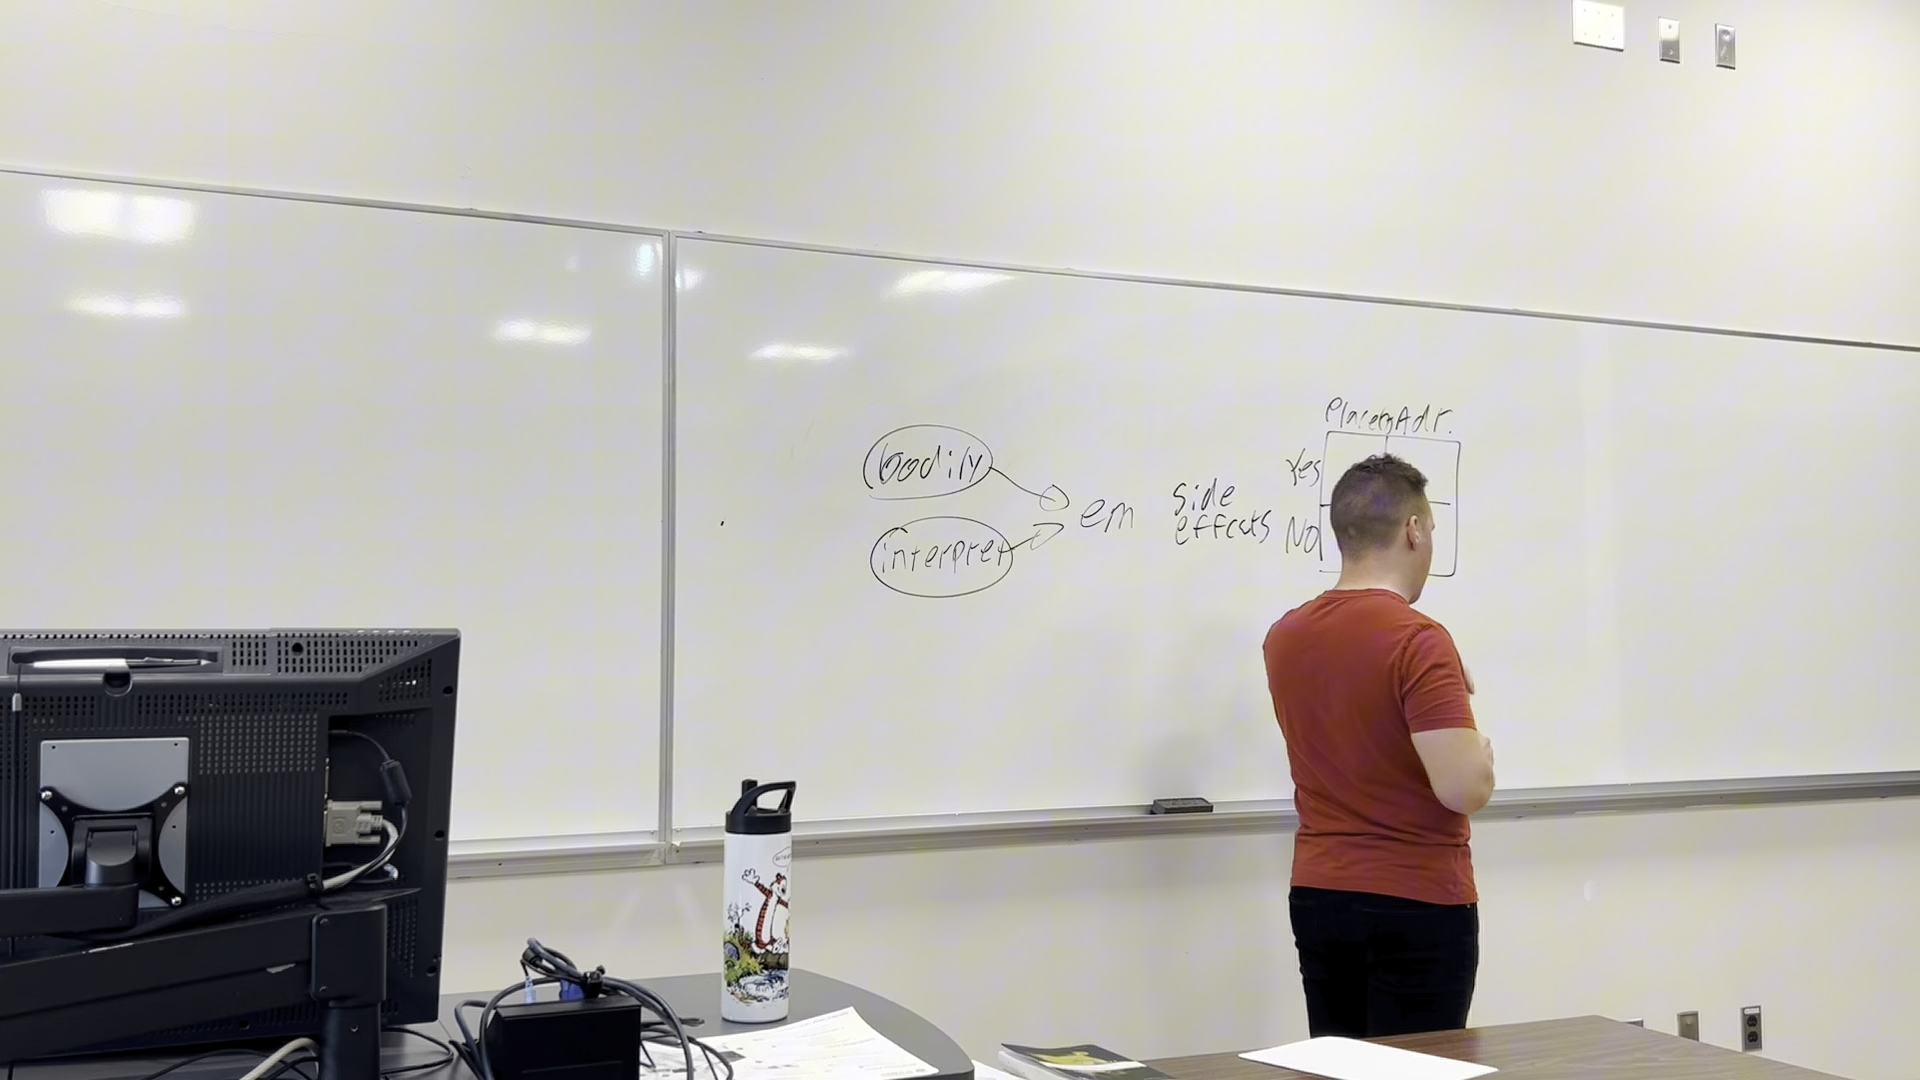 bodily
interpret
em
side
effects
Placebo Adr.
Yes
No